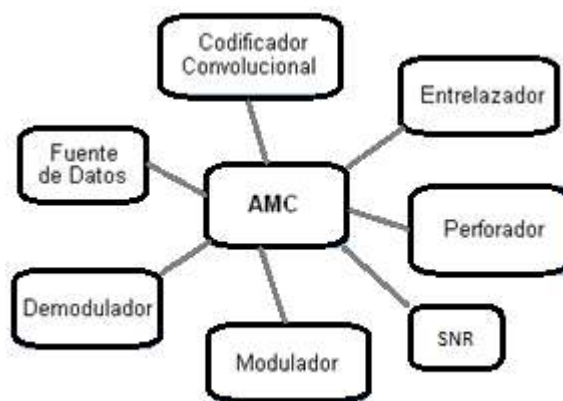 Codificador
Convolucional
Entrelazador
Fuente
de Datos
AMC
Perforador
Demodulador
Modulador
SNR